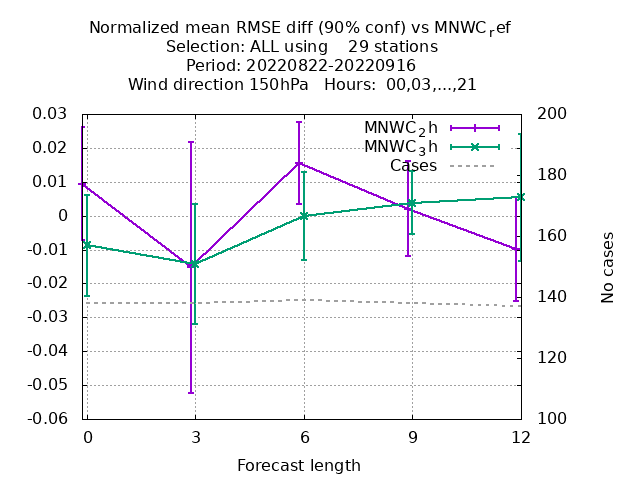 Normalized mean RMSE diff (90% conf) vs MNWCref
Selection: ALL using    29 stations
Period: 20220822-20220916
Wind direction 150hPa   Hours:  00,03,...,21
MNWC2h
MNWC3h
Cases
0.03
0.02
0.01
0
-0.01
-0.02
-0.03
-0.04
-0.05
-0.06
200
180
160
140
120
100
No cases
0 3 6 9 12
Forecast length